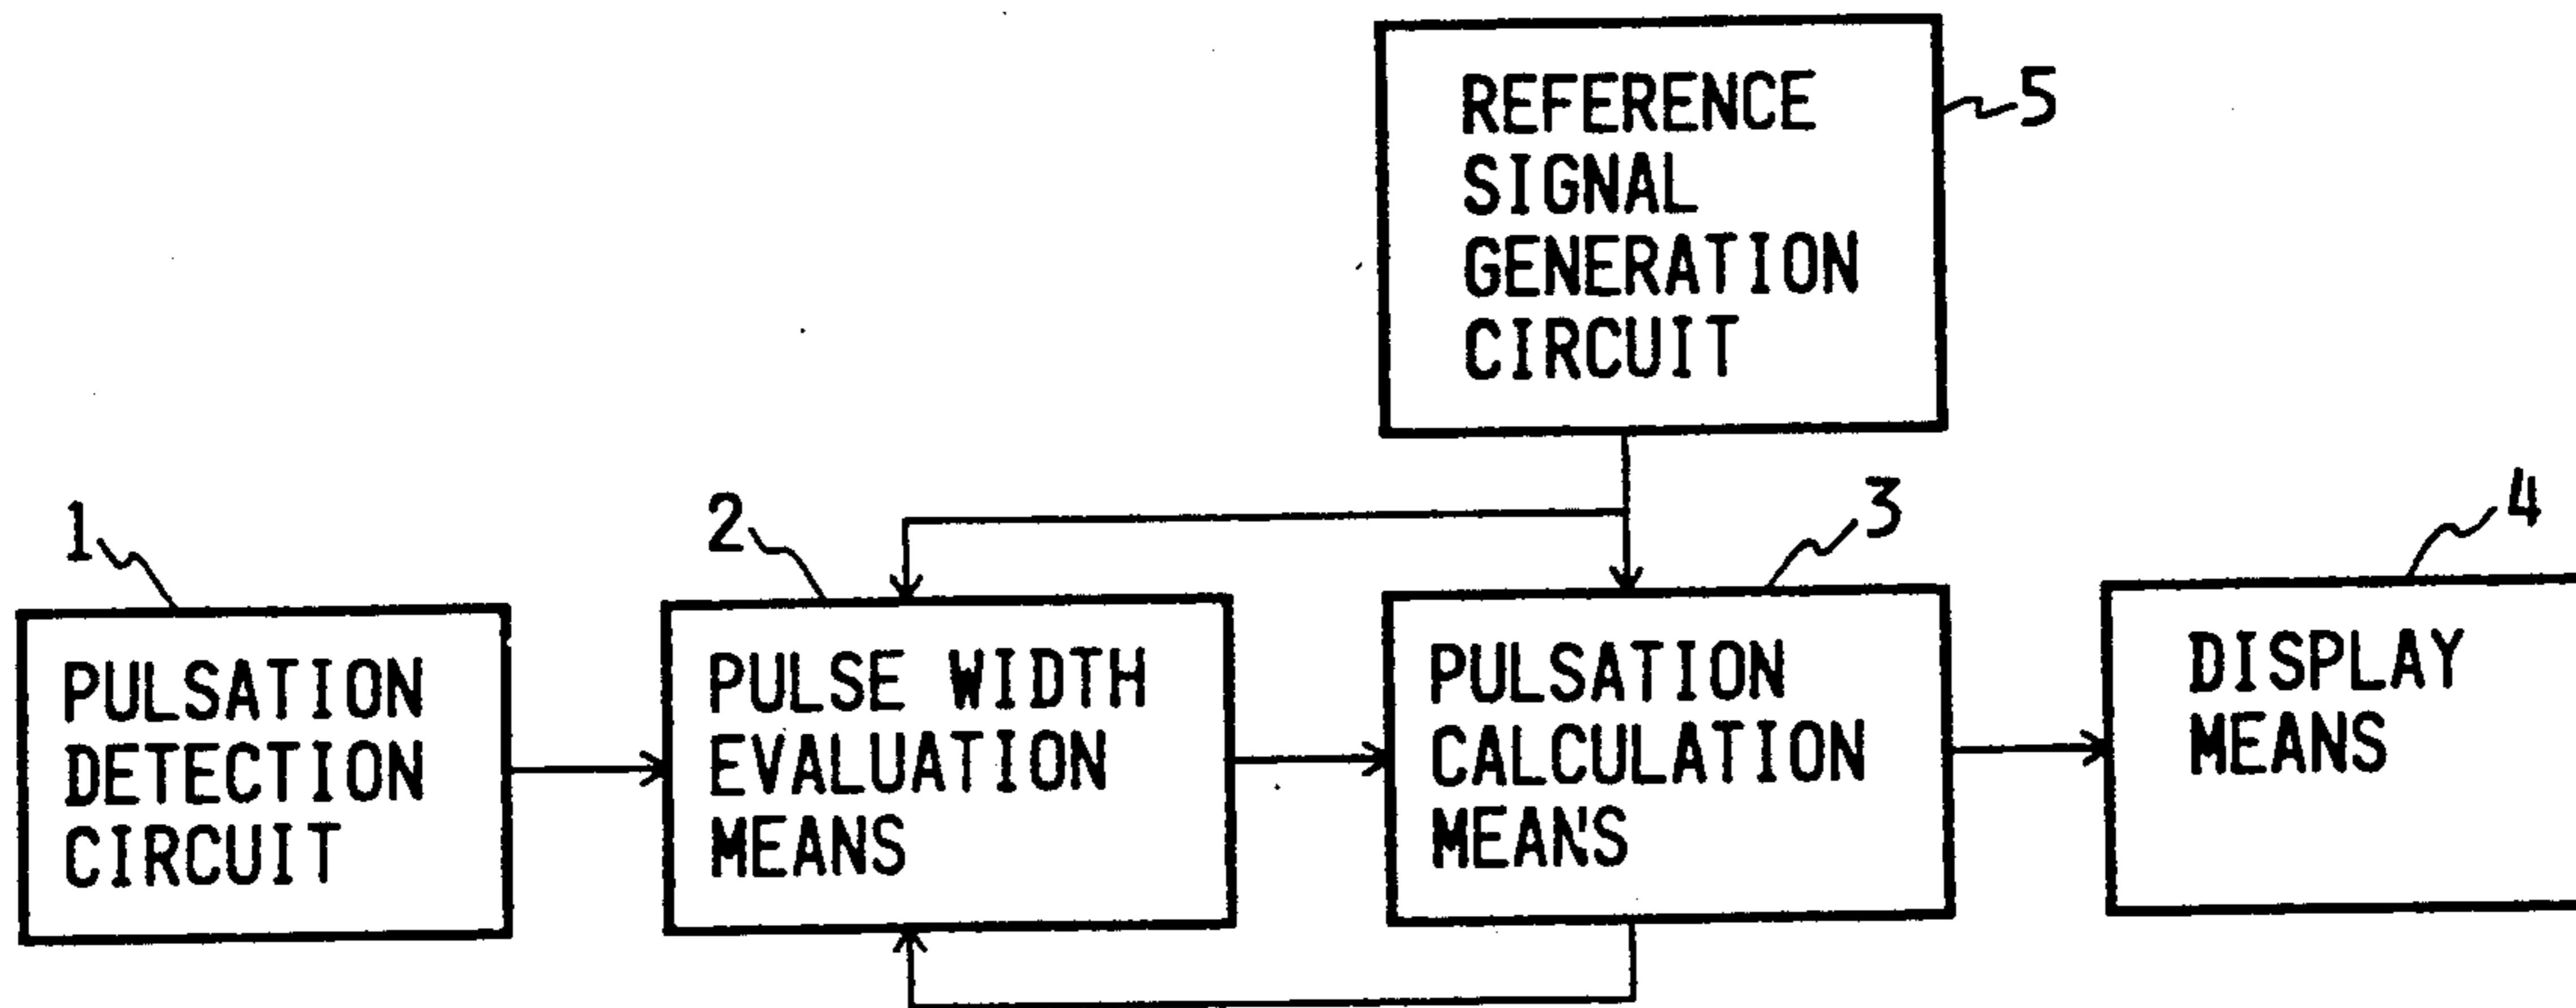 REFERENCE
SIGNAL
GENERATION
CIRCUIT
5
1
PULSATION
DETECTION
CIRCUIT
2
PULSE WIDTH
EVALUATION
MEANS
3
PULSATION
CALCULATION
MEANS
4
DISPLAY
MEANS